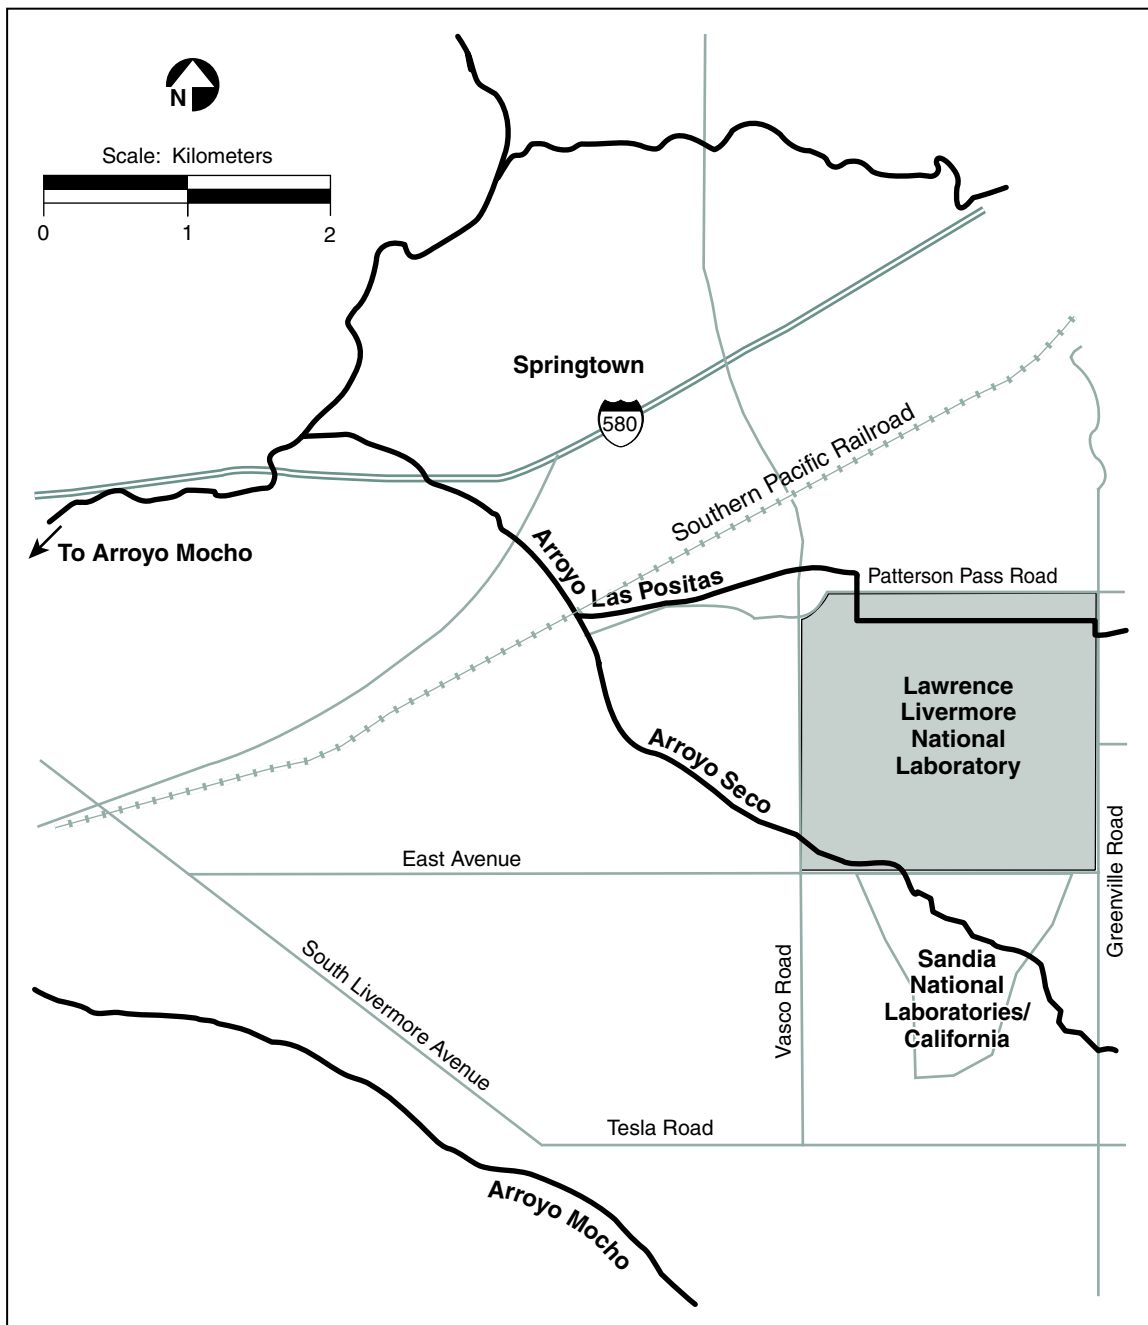 N
Scale: Kilometers
0 1 2
Springtown
580
Southern Pacific Railroad
To Arroyo Mocho
Arroyo
Las Positas
Patterson Pass Road
Lawrence
Livermore
National
Laboratory
Arroyo Seco
East Avenue
Greenville Road
South Livermore Avenue
Vasco Road
Sandia
National
Laboratories/
California
Tesla Road
Arroyo Mocho